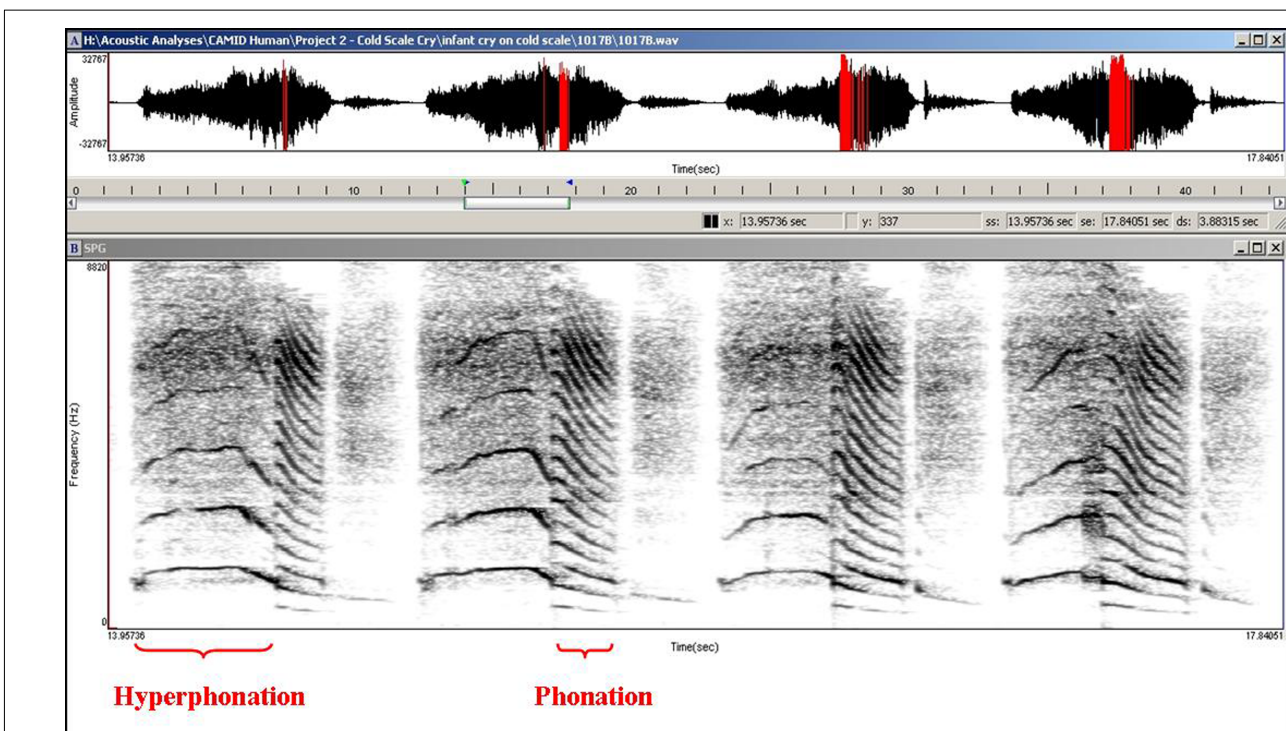 A H:\Acoustic Analyses\CAMID Human\Project 2 - Cold Scale Cry\infant cry on cold scale\1017B\1017B.wav
32767
Amplitude
-32767
13.95736 17.84051
Time(sec)
0 10 20 30 40
x: 13.95736 sec y: 337 ss: 13.95736 sec se: 17.84051 sec ds: 3.88315 sec
B SPG
8820
Frequency (Hz)
0
13.95736 17.84051
Time(sec)
Hyperphonation Phonation